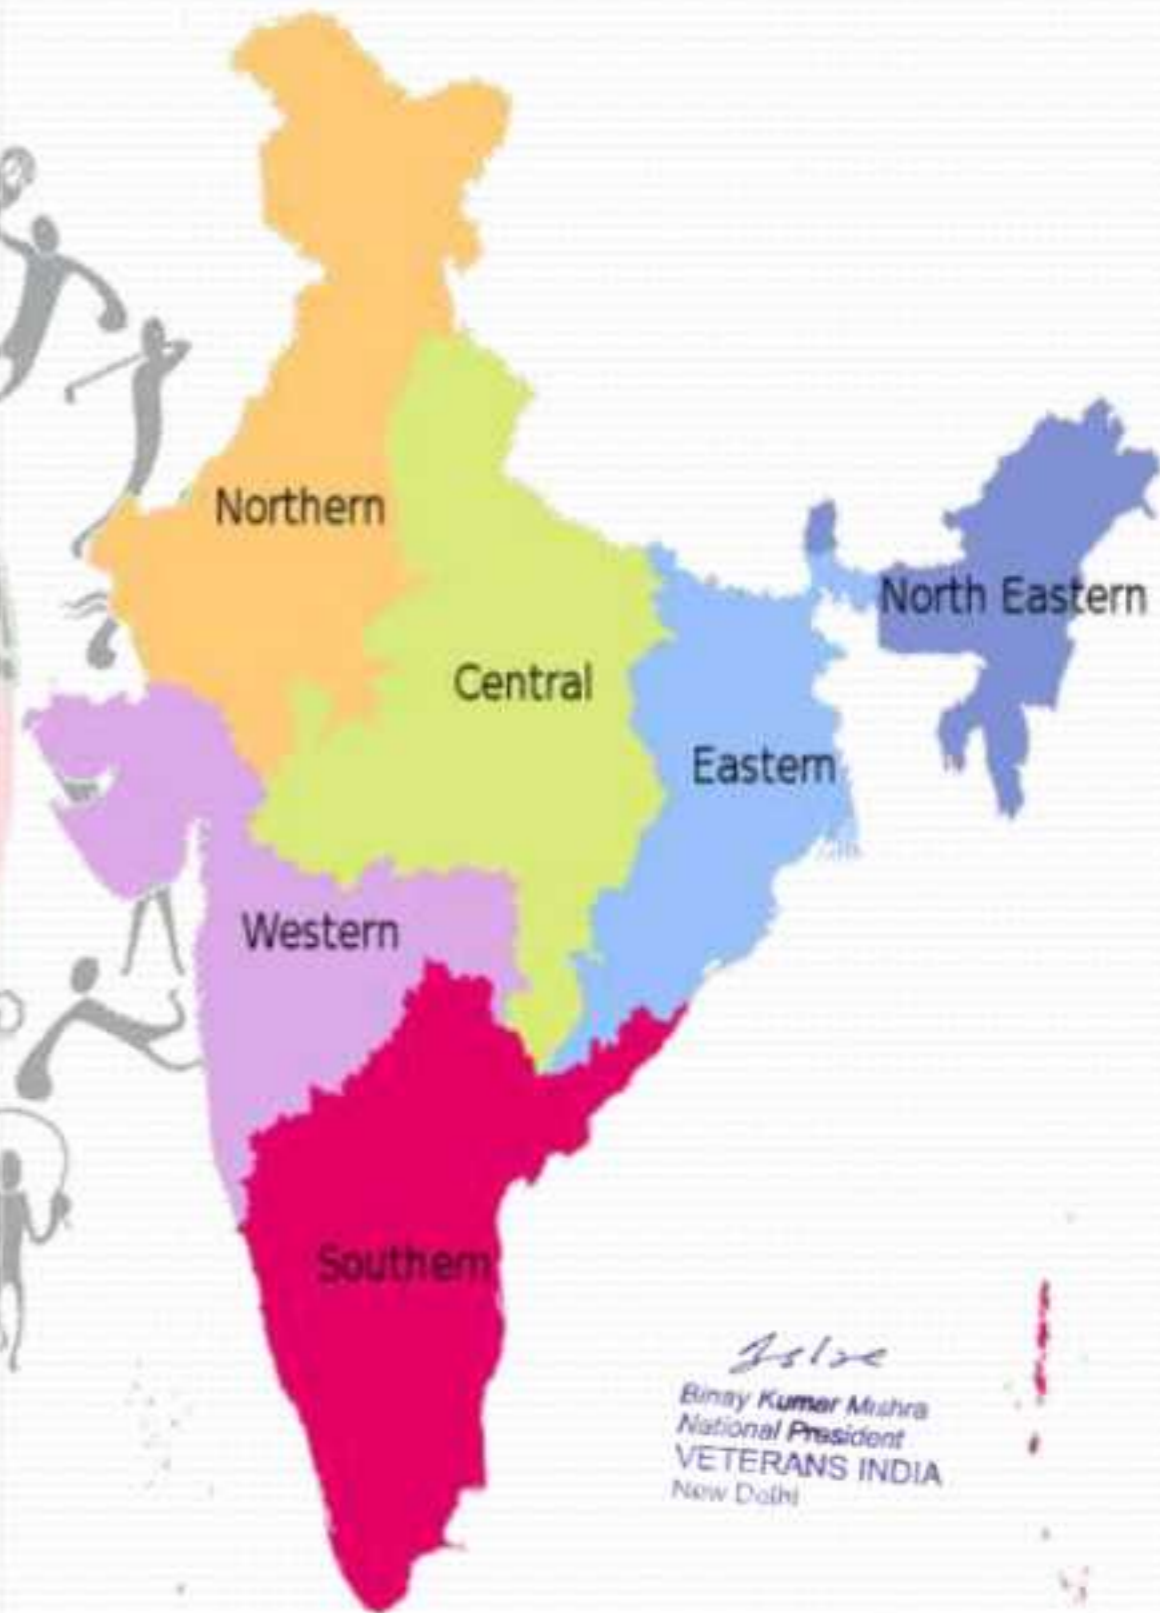 Northern
North Eastern
Central
Eastern
Western
Southern
Binay Kumar Mishra
National President
VETERANS INDIA
New Delhi